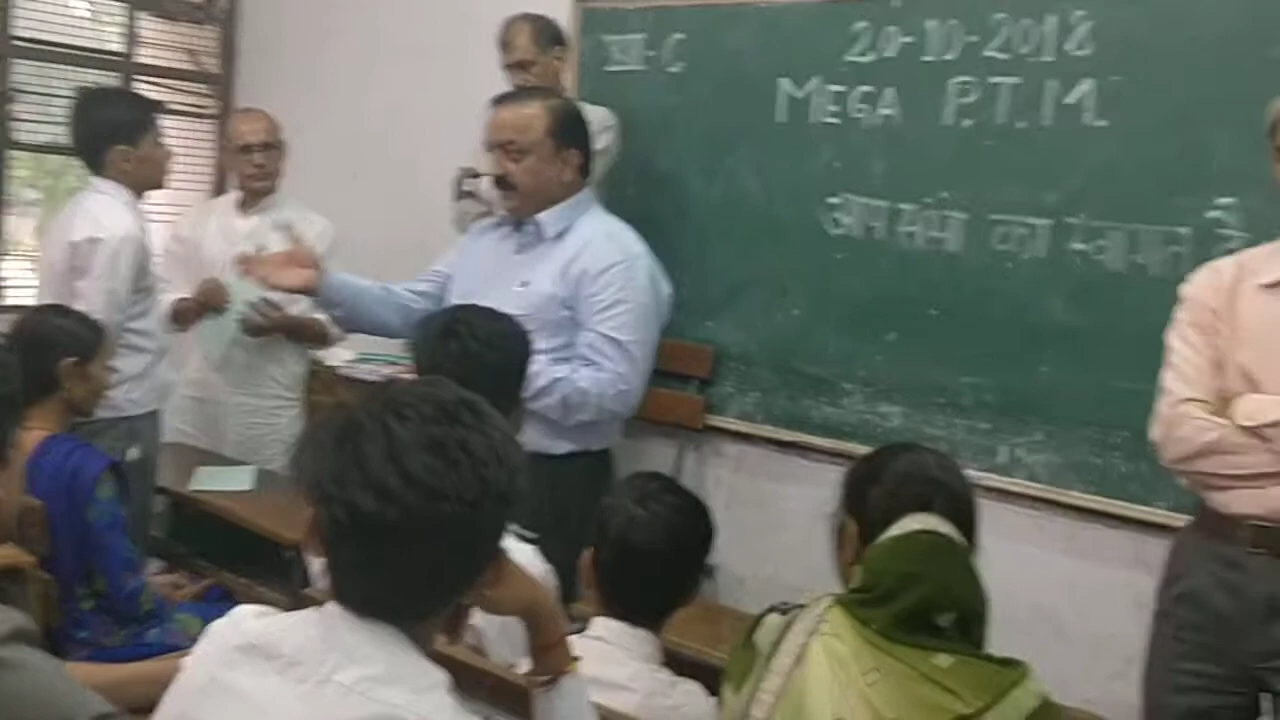 XII-C
20-10-2018
MEGA P.T.M.
आप सभी का स्वागत है